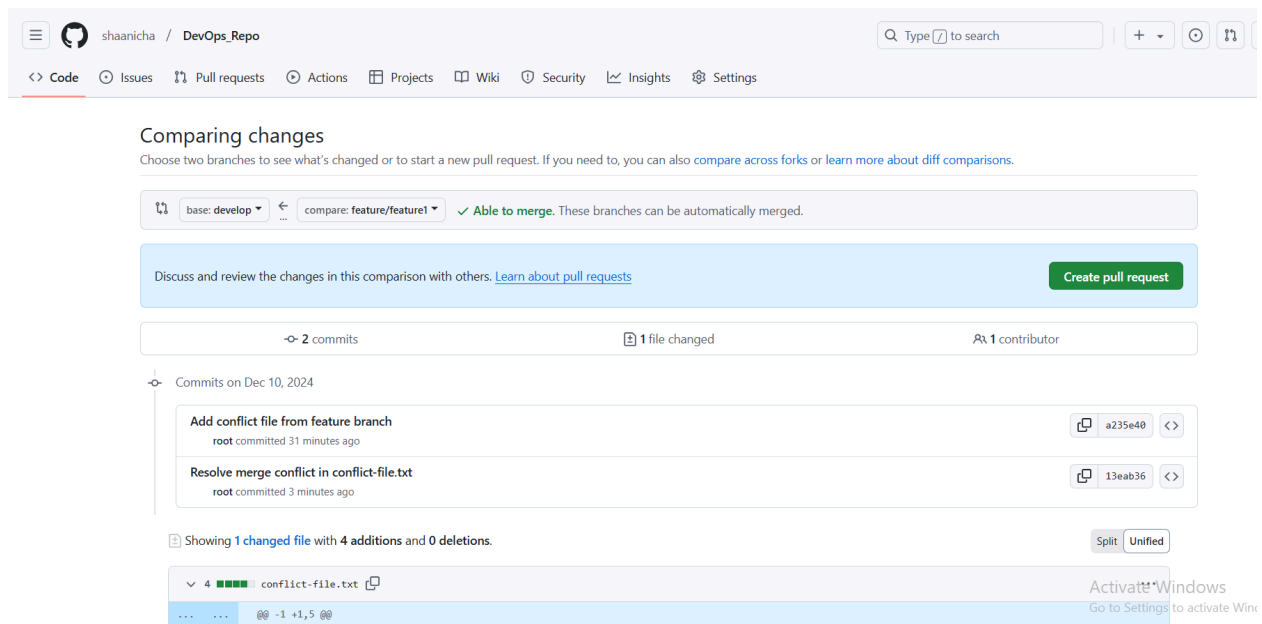 shaanicha / DevOps_Repo
Type / to search
Code Issues Pull requests Actions Projects Wiki Security Insights Settings
Comparing changes
Choose two branches to see what's changed or to start a new pull request. If you need to, you can also compare across forks or learn more about diff comparisons.
base: develop ← compare: feature/feature1 ✓ Able to merge. These branches can be automatically merged.
...
Discuss and review the changes in this comparison with others. Learn about pull requests
Create pull request
2 commits 1 file changed 1 contributor
Commits on Dec 10, 2024
Add conflict file from feature branch
a235e40
root committed 31 minutes ago
Resolve merge conflict in conflict-file.txt
13eab36
root committed 3 minutes ago
Showing 1 changed file with 4 additions and 0 deletions.
Split Unified
4 conflict-file.txt
... ... @@ -1 +1,5 @@
Activate Windows
Go to Settings to activate Win